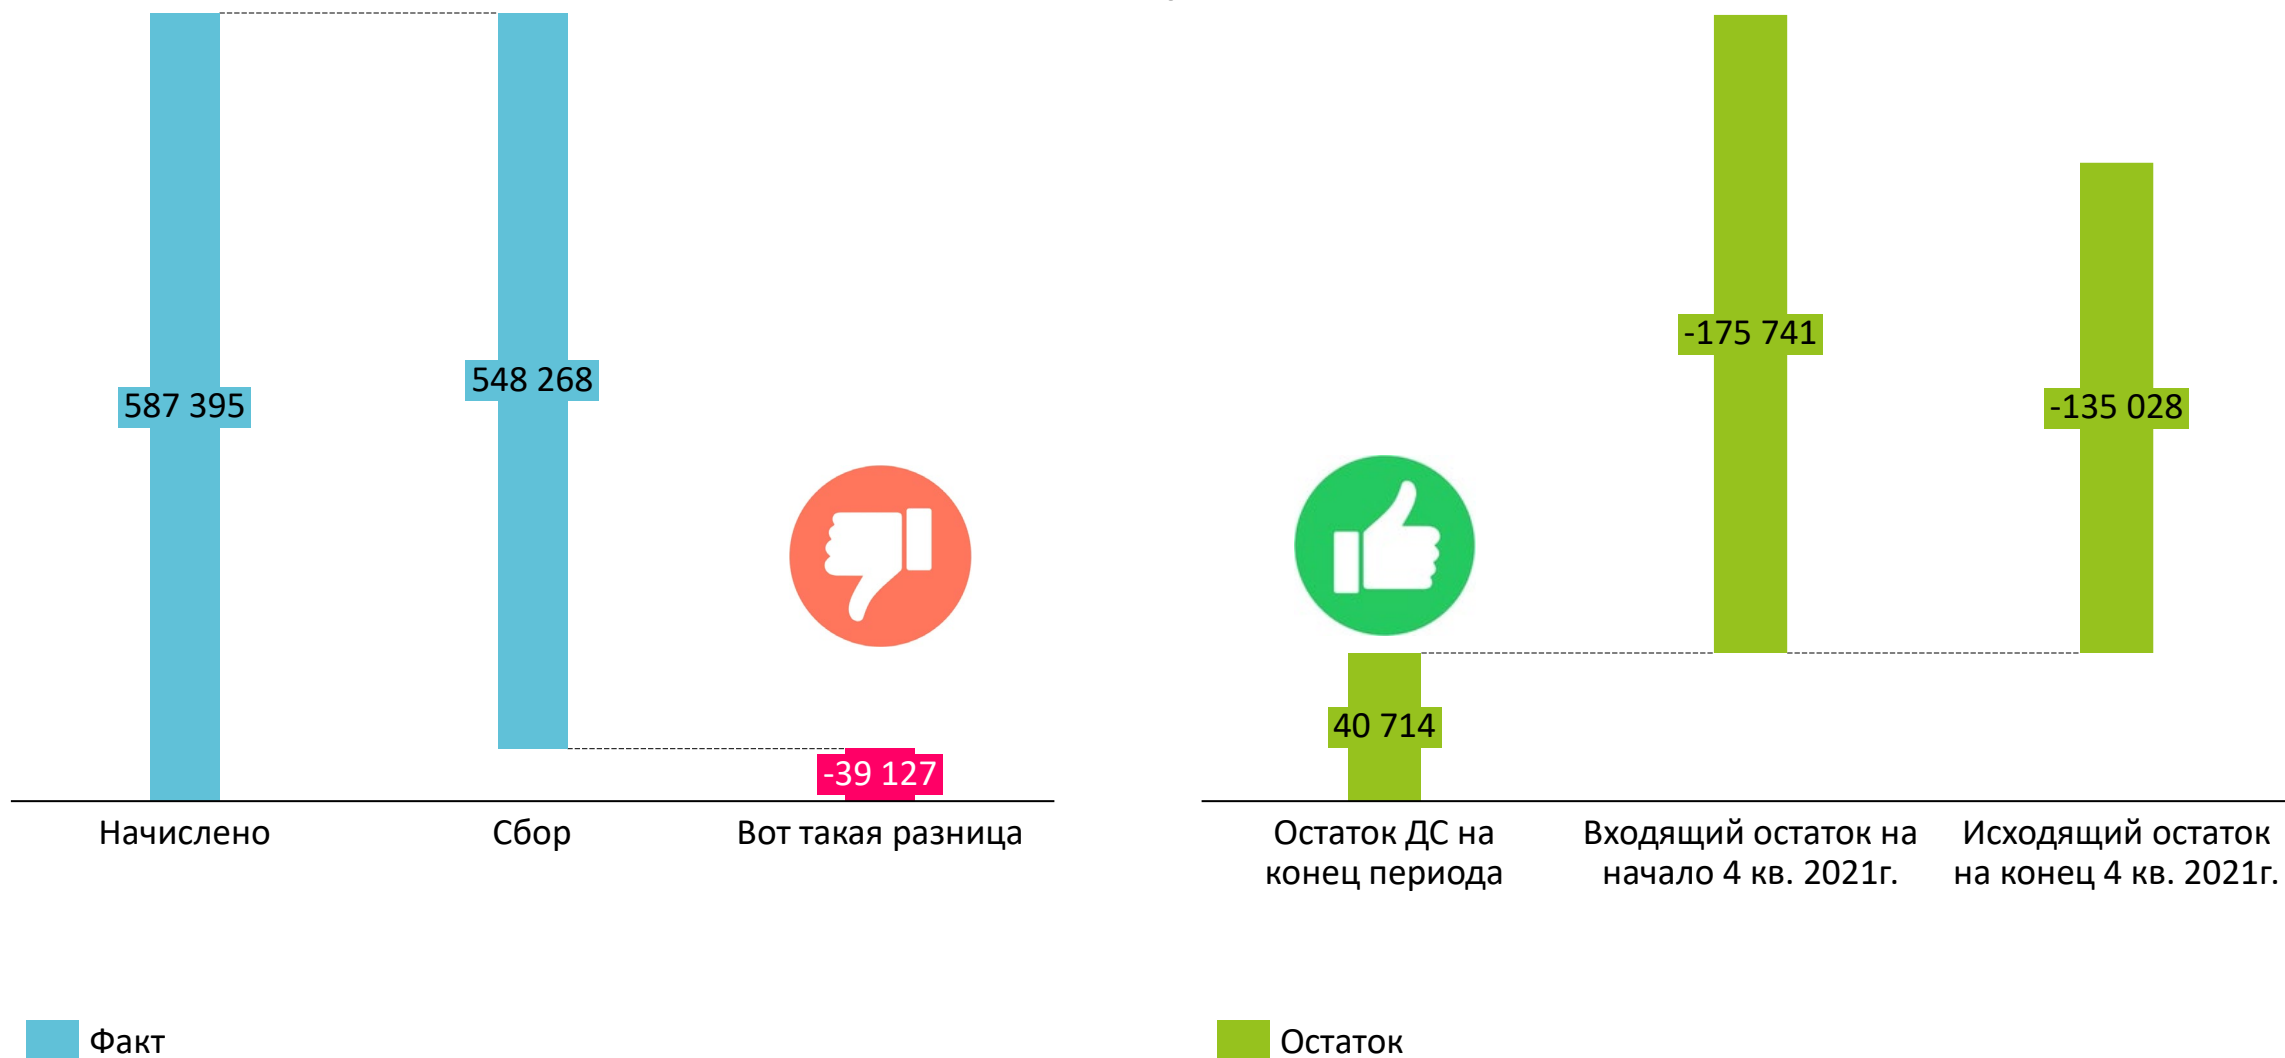 587 395
548 268
-39 127
Начислено
Сбор
Вот такая разница
Факт
-175 741
-135 028
40 714
Остаток ДС на
конец периода
Входящий остаток на
начало 4 кв. 2021г.
Исходящий остаток
на конец 4 кв. 2021г.
Остаток